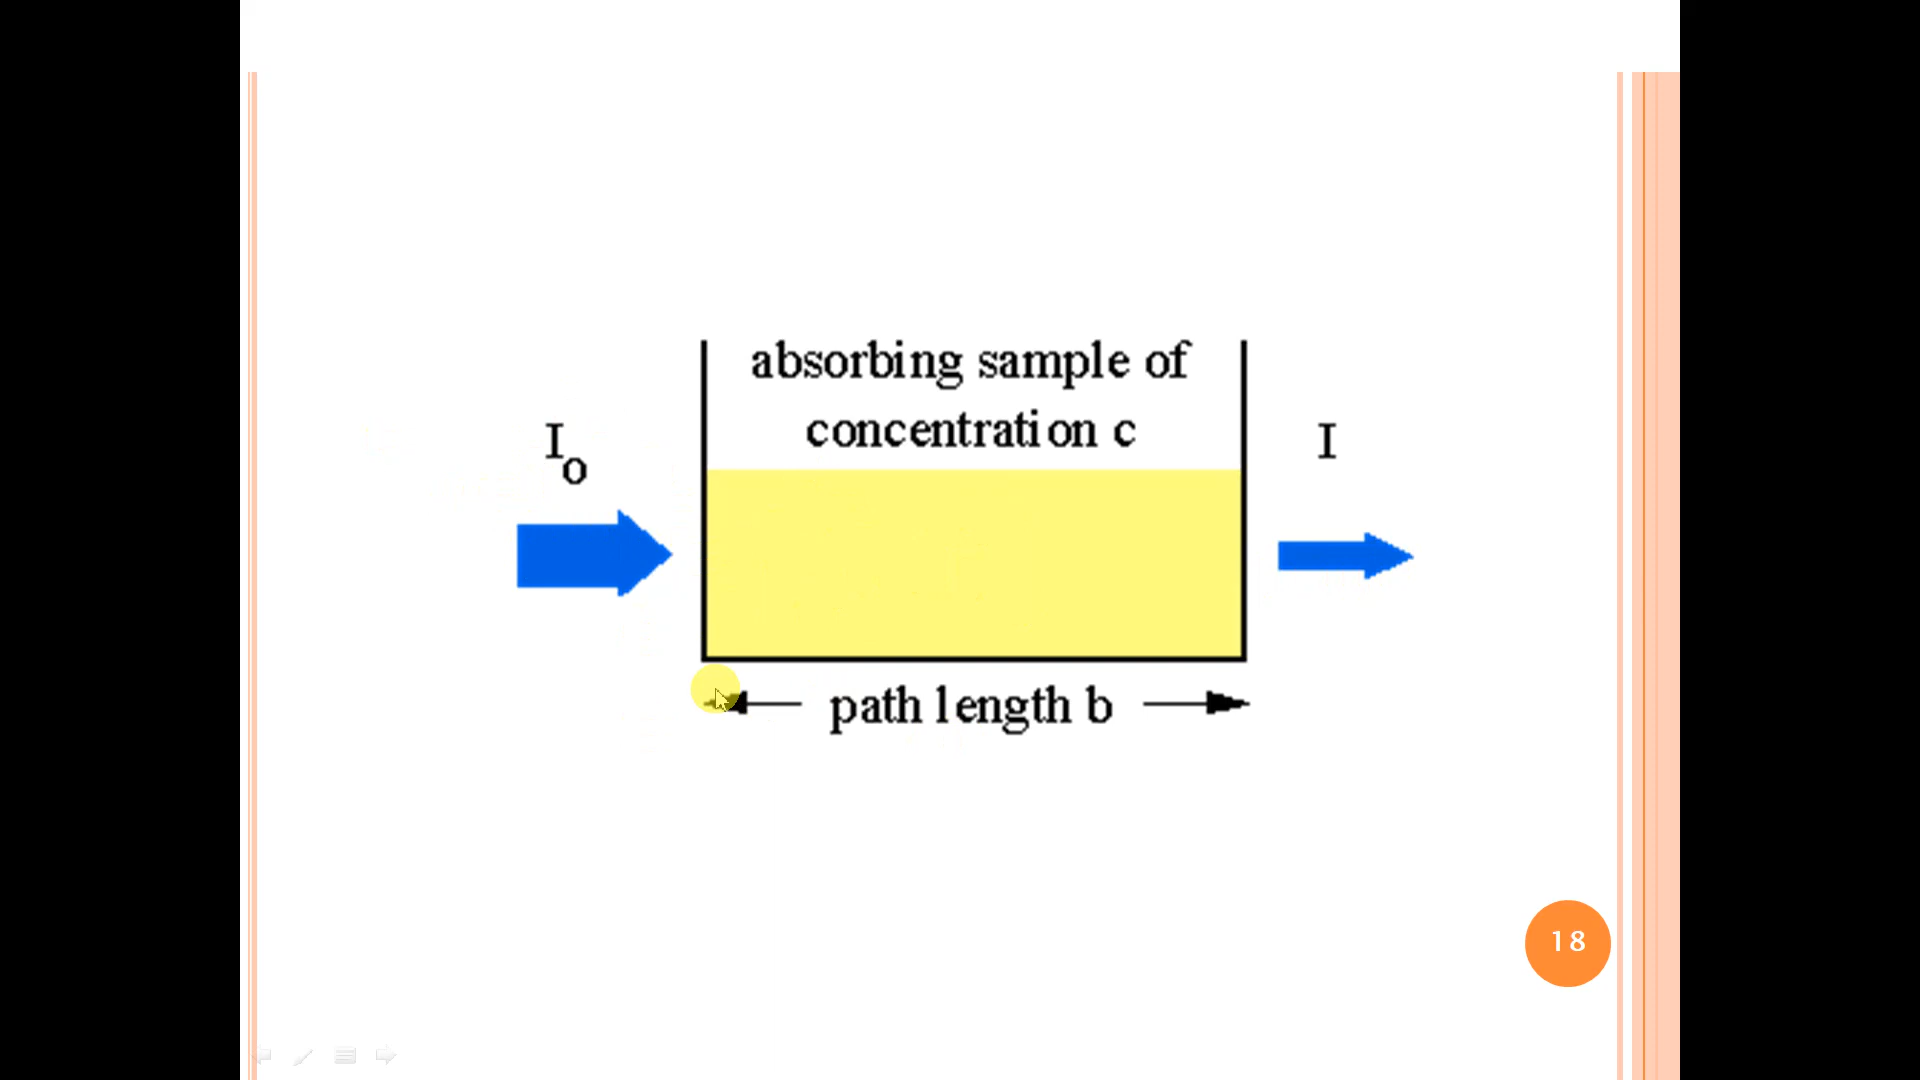 absorbing sample of
concentration c
I
o
I
path length b
18